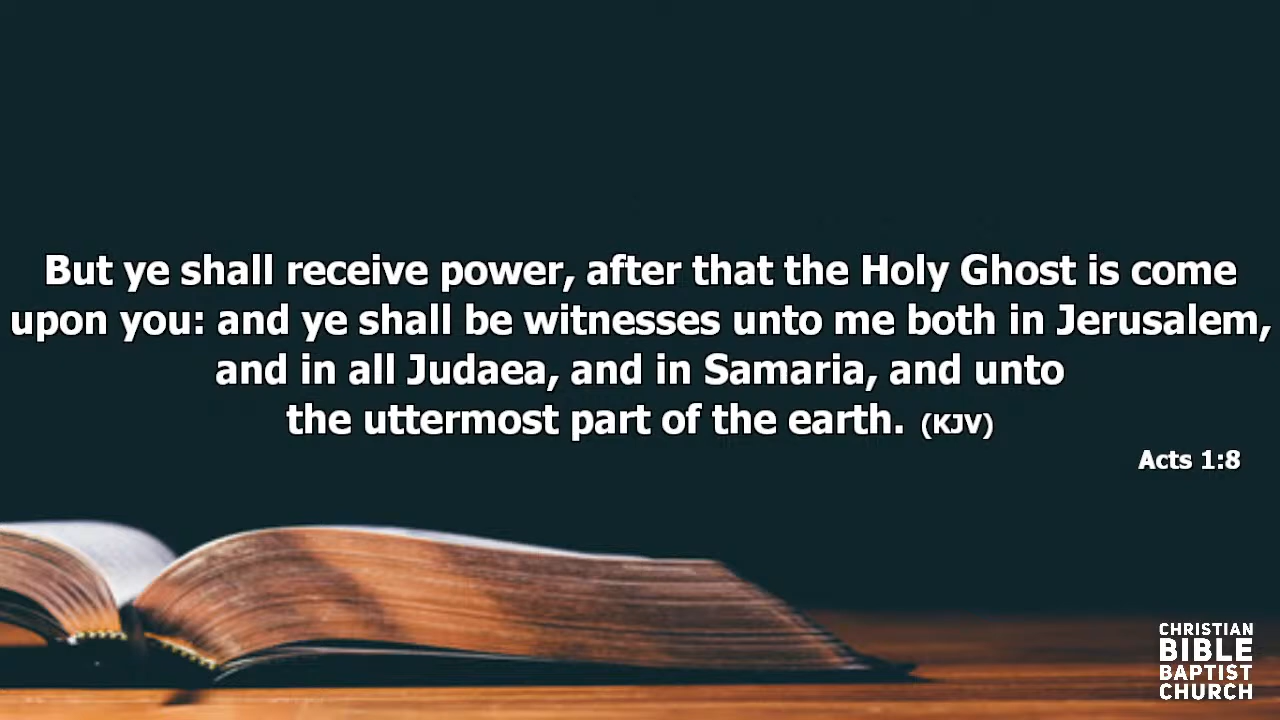 But ye shall receive power, after that the Holy Ghost is come
upon you: and ye shall be witnesses unto me both in Jerusalem,
and in all Judaea, and in Samaria, and unto
the uttermost part of the earth. (KJV)
Acts 1:8
CHRISTIAN
BIBLE
BAPTIST
CHURCH